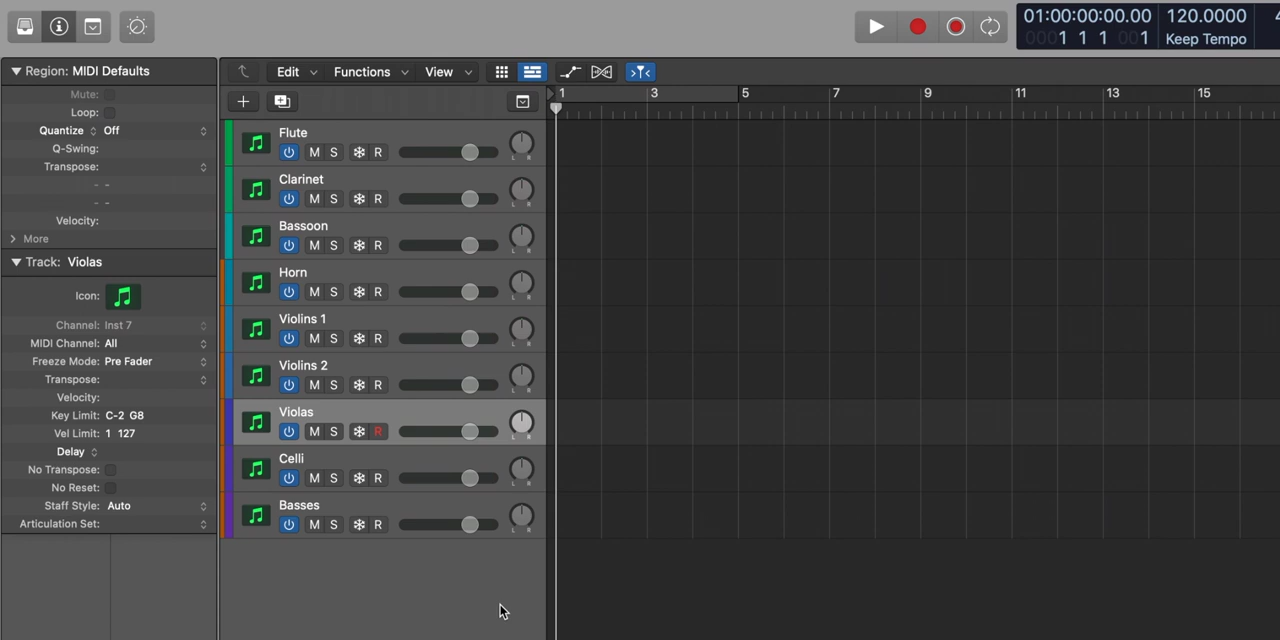 01:00:00:00.00
0001 1 1 001
120.0000
Keep Tempo
4
Region: MIDI Defaults
Mute:
Loop:
Quantize Off
Q-Swing:
Transpose:
- -
- -
Velocity:
More
Track: Violas
Icon:
Channel: Inst 7
MIDI Channel: All
Freeze Mode: Pre Fader
Transpose:
Velocity:
Key Limit: C-2 G8
Vel Limit: 1 127
Delay
No Transpose:
No Reset:
Staff Style: Auto
Articulation Set:
Edit Functions View
1 3 5 7 9 11 13 15
Flute
M S R L R
Clarinet
M S R L R
Bassoon
M S R L R
Horn
M S R L R
Violins 1
M S R L R
Violins 2
M S R L R
Violas
M S R L R
Celli
M S R L R
Basses
M S R L R